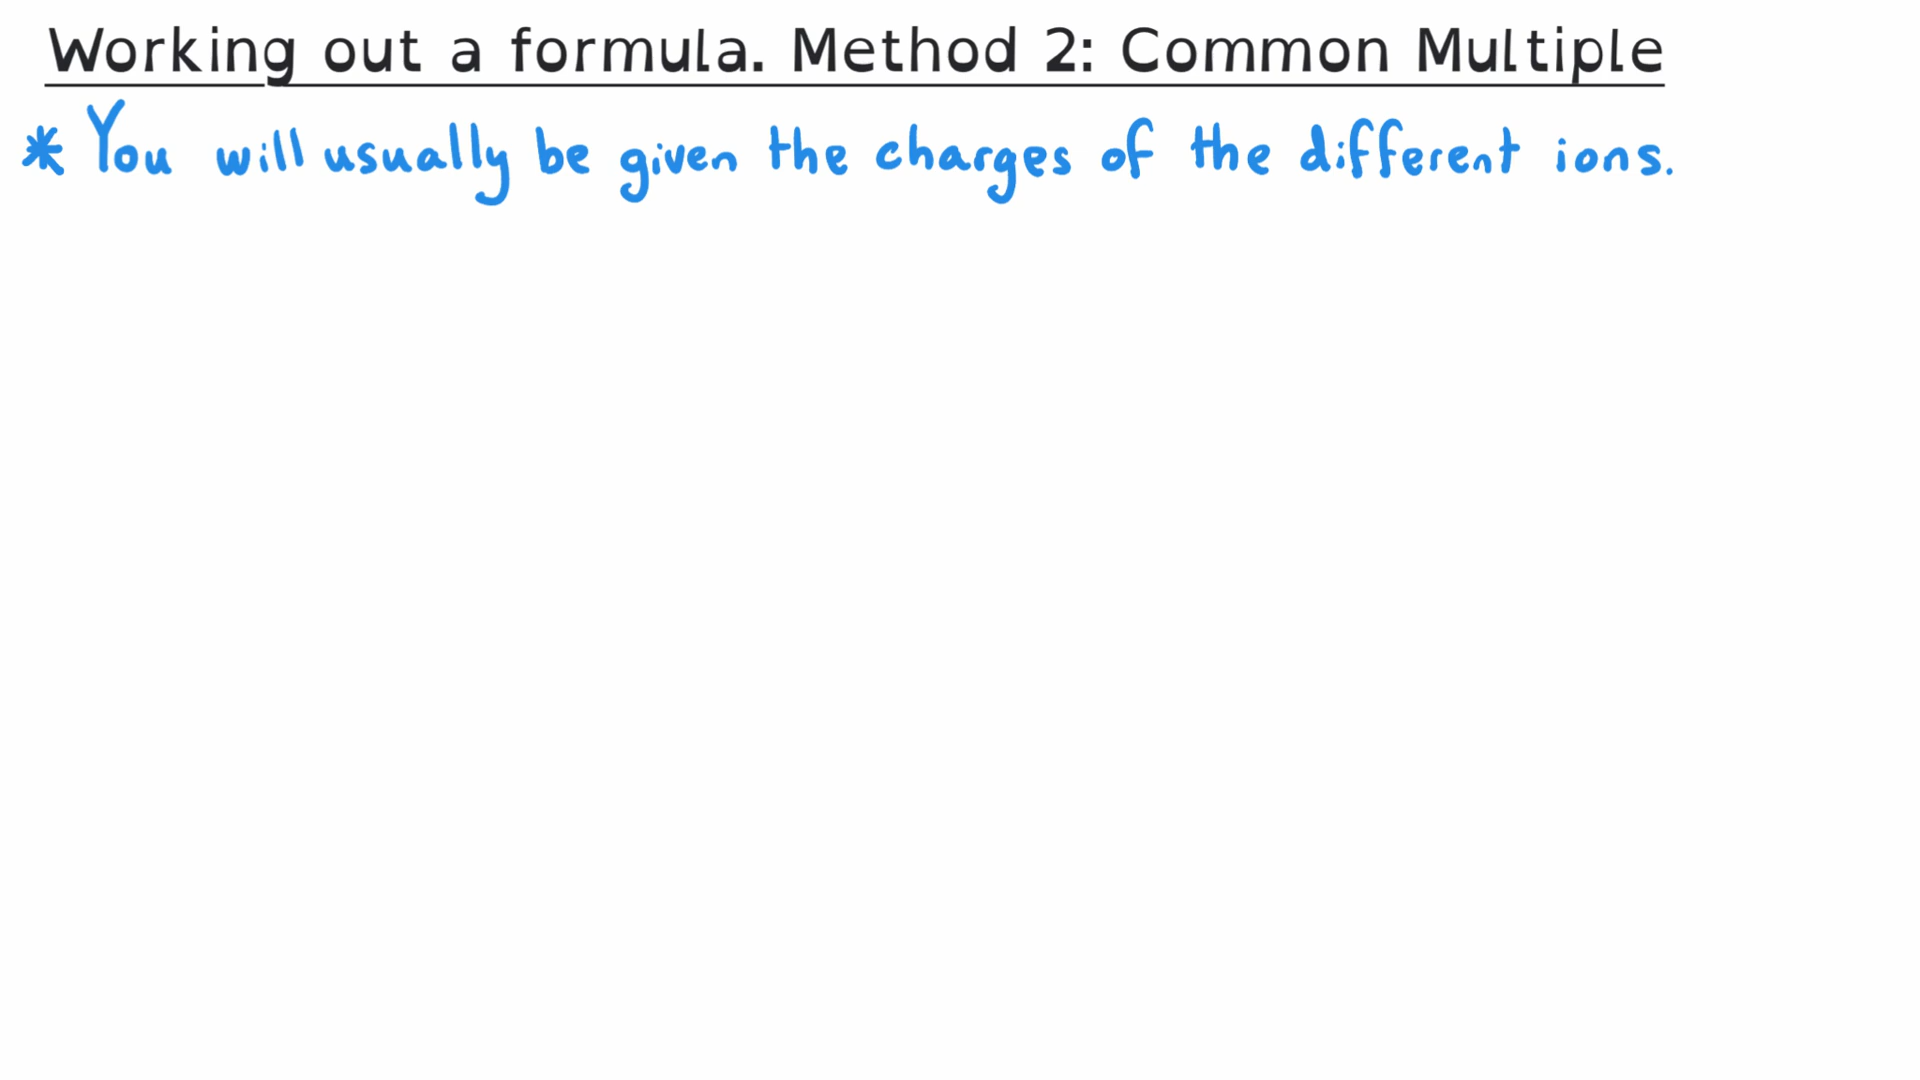 Working out a formula. Method 2: Common Multiple
* You will usually be given the charges of the different ions.